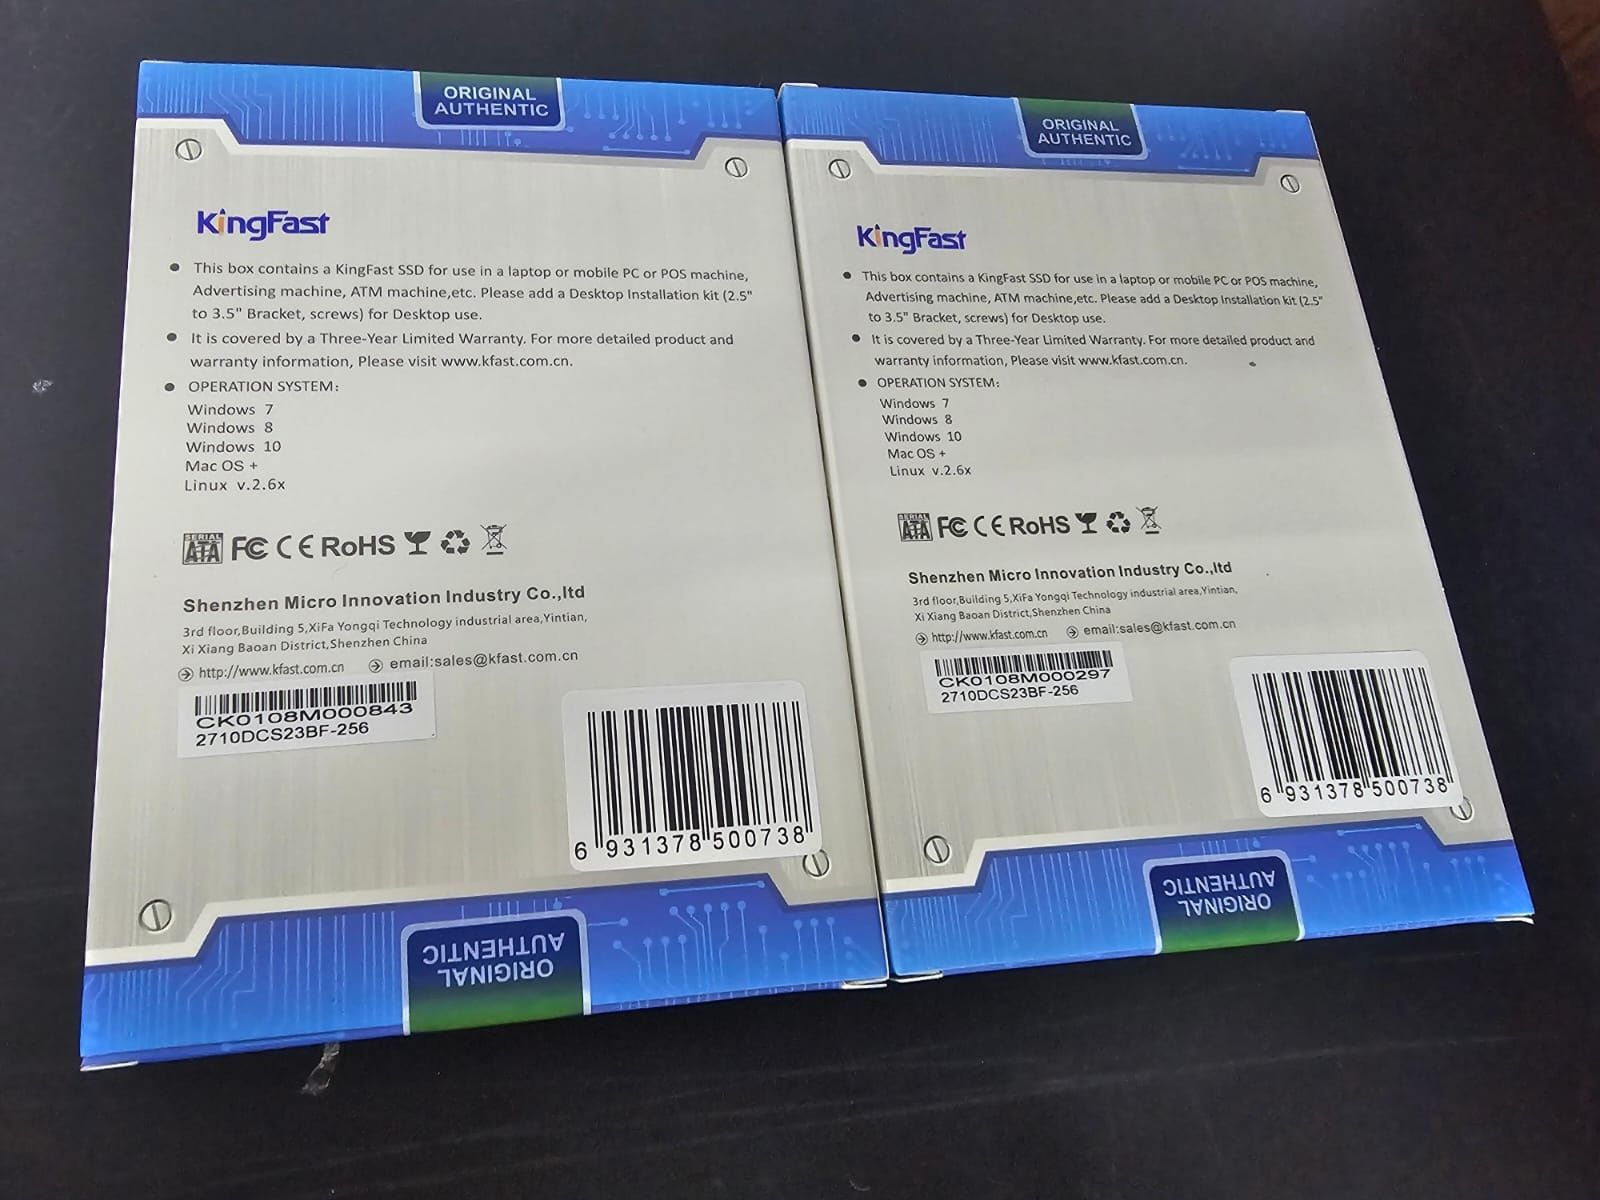 ORIGINAL
AUTHENTIC
KingFast
This box contains a KingFast SSD for use in a laptop or mobile PC or POS machine,
Advertising machine, ATM machine,etc. Please add a Desktop Installation kit (2.5"
to 3.5" Bracket, screws) for Desktop use.
It is covered by a Three-Year Limited Warranty. For more detailed product and
warranty information, Please visit www.kfast.com.cn.
OPERATION SYSTEM:
Windows 7
Windows 8
Windows 10
Mac OS +
Linux v.2.6x
SERIAL
ATA FC CE RoHS
Shenzhen Micro Innovation Industry Co.,ltd
3rd floor,Building 5,XiFa Yongqi Technology industrial area,Yintian,
Xi Xiang Baoan District,Shenzhen China
http://www.kfast.com.cn email:sales@kfast.com.cn
CK0108M000843
2710DCS23BF-256
6 931378 500738
ORIGINAL
AUTHENTIC
ORIGINAL
AUTHENTIC
KingFast
This box contains a KingFast SSD for use in a laptop or mobile PC or POS machine,
Advertising machine, ATM machine,etc. Please add a Desktop Installation kit (2.5"
to 3.5" Bracket, screws) for Desktop use.
It is covered by a Three-Year Limited Warranty. For more detailed product and
warranty information, Please visit www.kfast.com.cn.
OPERATION SYSTEM:
Windows 7
Windows 8
Windows 10
Mac OS +
Linux v.2.6x
SERIAL
ATA FC CE RoHS
Shenzhen Micro Innovation Industry Co.,ltd
3rd floor,Building 5,XiFa Yongqi Technology industrial area,Yintian,
Xi Xiang Baoan District,Shenzhen China
http://www.kfast.com.cn email:sales@kfast.com.cn
CK0108M000297
2710DCS23BF-256
6 931378 500738
ORIGINAL
AUTHENTIC